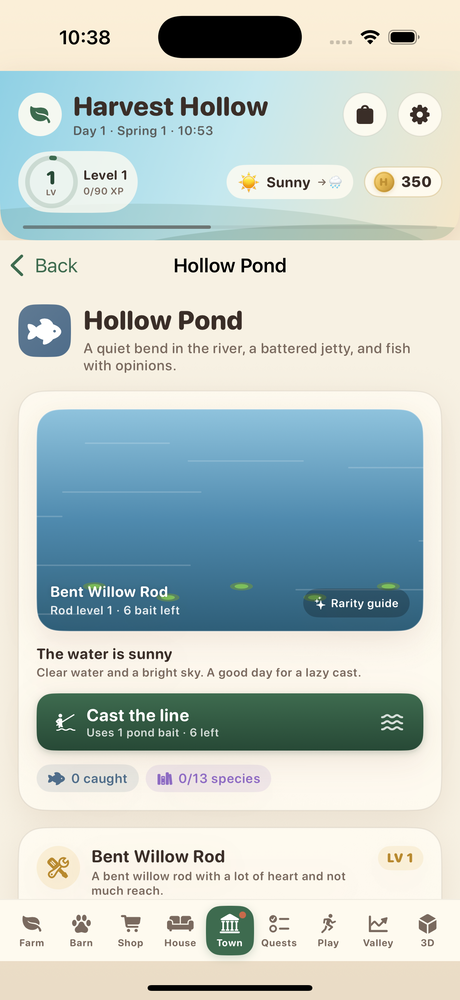 10:38
Harvest Hollow
Day 1 · Spring 1 · 10:53
1
LV
Level 1
0/90 XP
Sunny →
H
350
Back
Hollow Pond
Hollow Pond
A quiet bend in the river, a battered jetty, and fish
with opinions.
Bent Willow Rod
Rod level 1 · 6 bait left
Rarity guide
The water is sunny
Clear water and a bright sky. A good day for a lazy cast.
Cast the line
Uses 1 pond bait · 6 left
0 caught
0/13 species
Bent Willow Rod
LV 1
A bent willow rod with a lot of heart and not
much reach.
Farm
Barn
Shop
House
Town
Quests
Play
Valley
3D